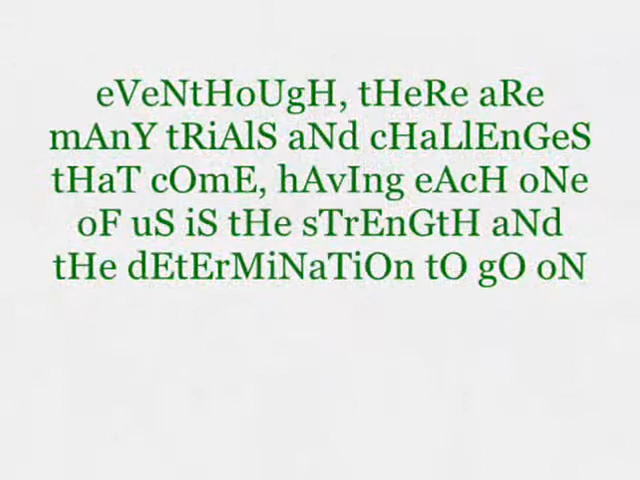 eVeNtHoUgH, tHeRe aRe
mAnY tRiAlS aNd cHaLlEnGeS
tHaT cOmE, hAvIng eAcH oNe
oF uS iS tHe sTrEnGtH aNd
tHe dEtErMiNaTiOn tO gO oN